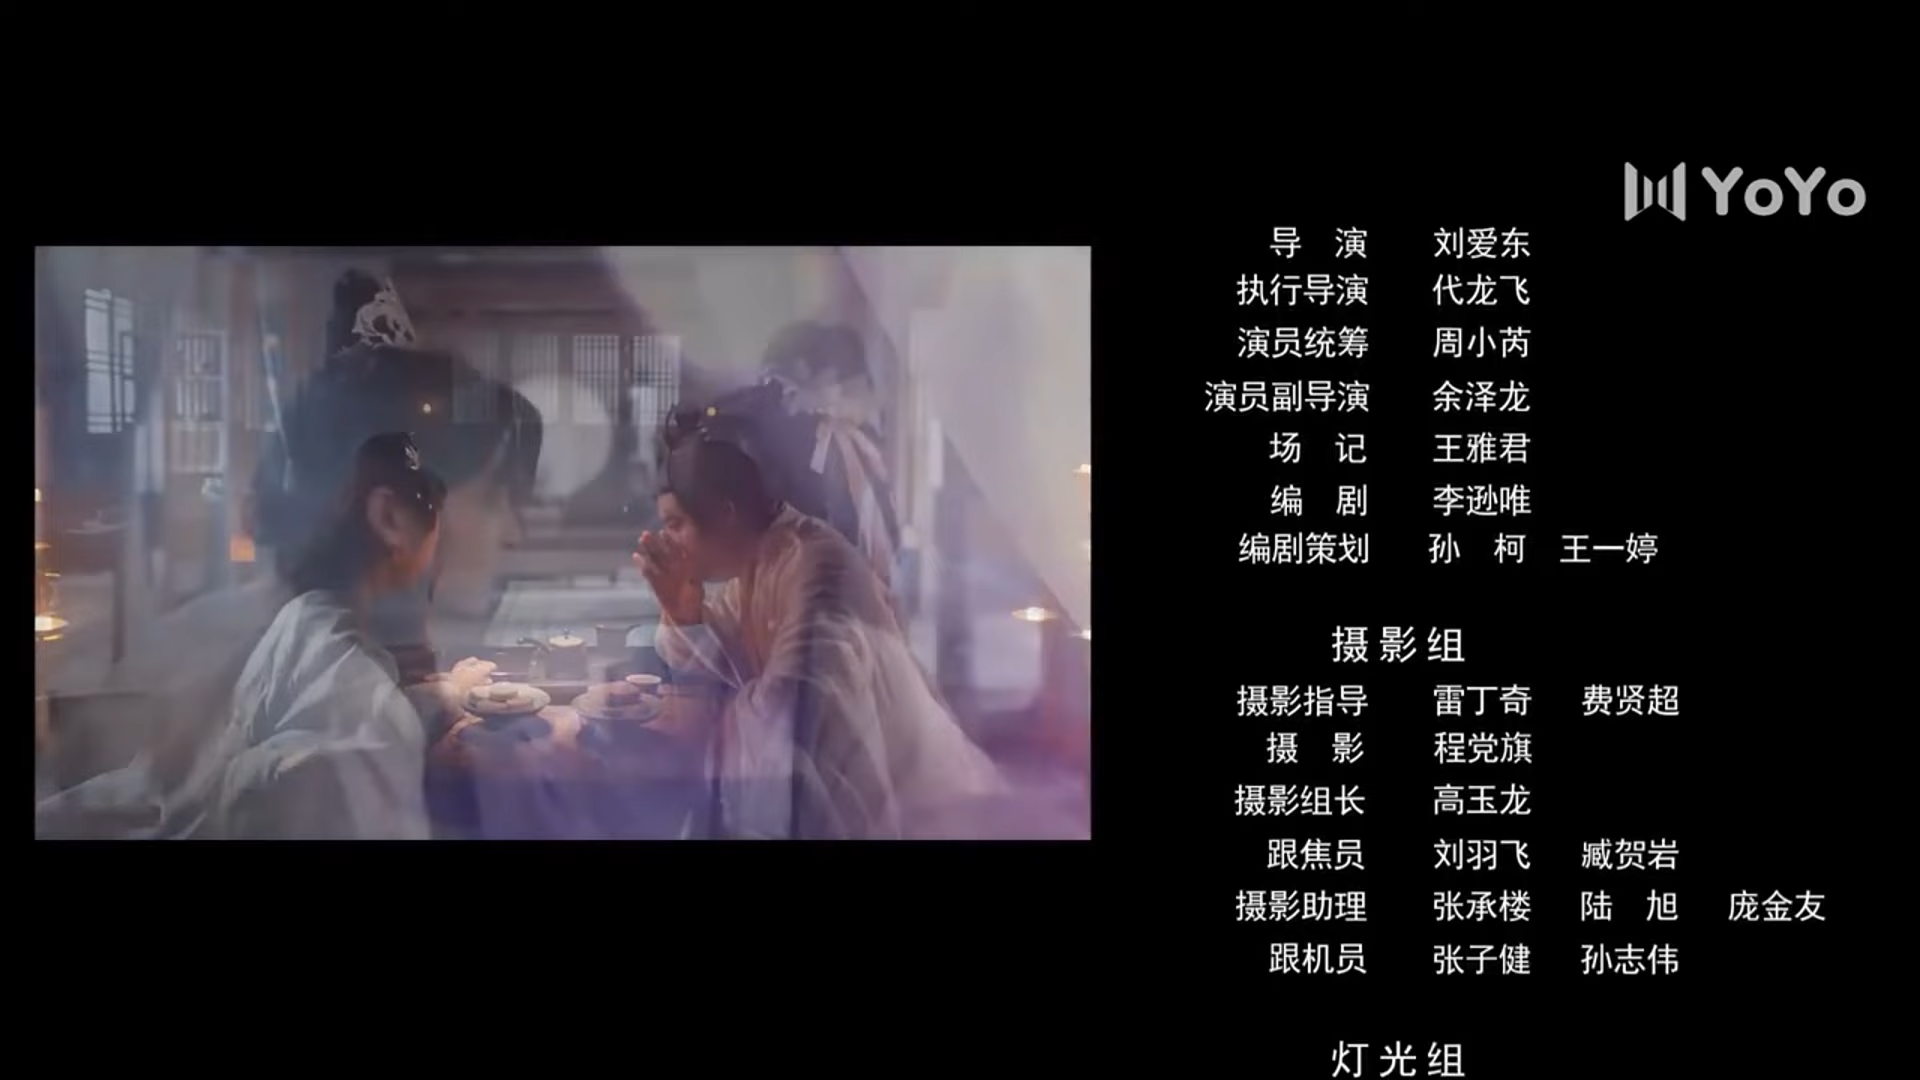 YoYo
导 演 刘爱东
执行导演 代龙飞
演员统筹 周小芮
演员副导演 余泽龙
场 记 王雅君
编 剧 李逊唯
编剧策划 孙 柯 王一婷
摄影组
摄影指导 雷丁奇 费贤超
摄 影 程党旗
摄影组长 高玉龙
跟焦员 刘羽飞 臧贺岩
摄影助理 张承楼 陆 旭 庞金友
跟机员 张子健 孙志伟
灯光组